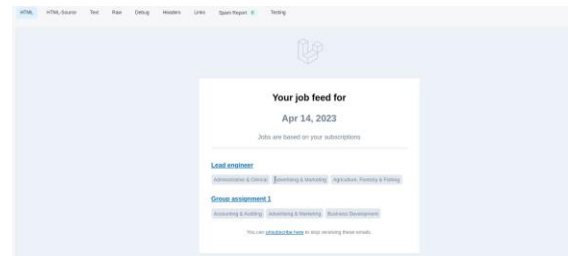 HTML HTML Source Text Raw Debug Headers Links Spam Report 6 Testing
Your job feed for
Apr 14, 2023
Jobs are based on your subscriptions
Lead engineer
Administrative & Clerical Advertising & Marketing Agriculture, Forestry & Fishing
Group assignment 1
Accounting & Auditing Advertising & Marketing Business Development
You can unsubscribe here to stop receiving these emails.